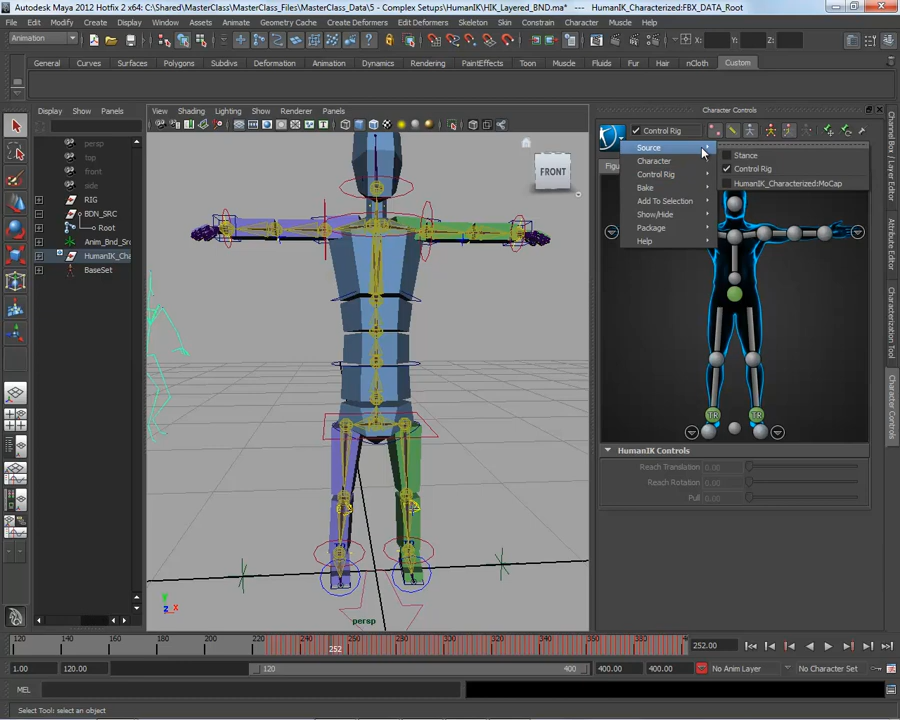 Autodesk Maya 2012 Hotfix 2 x64: C:\Shared\MasterClass\MasterClass_Files\MasterClass_Data\5 - Complex Setups\HumanIK\HIK_Layered_BND.ma* --- HumanIK_Characterized:FBX_DATA_Root
File Edit Modify Create Display Window Assets Animate Geometry Cache Create Deformers Edit Deformers Skeleton Skin Constrain Character Muscle Help
Animation X: Y: Z:
General Curves Surfaces Polygons Subdivs Deformation Animation Dynamics Rendering PaintEffects Toon Muscle Fluids Fur Hair nCloth Custom
Display Show Panels
View Shading Lighting Show Renderer Panels
Character Controls
Control Rig
persp
top
front
side
RIG
BDN_SRC
Root
Anim_Bnd_Src
HumanIK_Cha
BaseSet
FRONT
Source
Character
Control Rig
Bake
Add To Selection
Show/Hide
Package
Help
Stance
Control Rig
HumanIK_Characterized:MoCap
TR TR
HumanIK Controls
Reach Translation 0.00
Reach Rotation 0.00
Pull 0.00
Channel Box / Layer Editor
Attribute Editor
Characterization Tool
Character Controls
y
z x
persp
120 140 160 180 200 220 240 260 280 300 320 340 360 380 4
252
252.00
1.00 120.00 120 400 400.00 400.00 No Anim Layer No Character Set
MEL
Select Tool: select an object